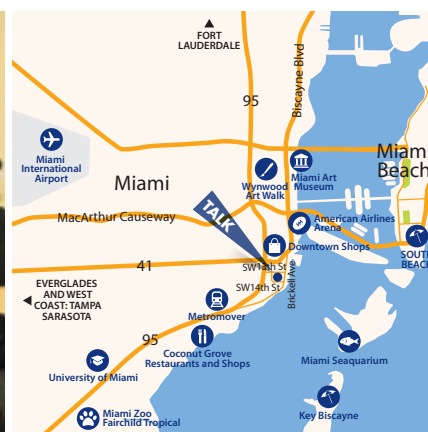 FORT
LAUDERDALE
Biscayne Blvd
95
Miami
International
Airport
Miami
Beach
Miami Art
Museum
Wynwood
Art Walk
Miami
TALK
MacArthur Causeway
American Airlines
Arena
Downtown Shops
SOUTH
BEACH
41
SW13th St
SW14th St
Brickell Ave
EVERGLADES
AND WEST
COAST: TAMPA
SARASOTA
Metromover
95
Coconut Grove
Restaurants and Shops
Miami Seaquarium
University of Miami
Miami Zoo
Fairchild Tropical
Key Biscayne